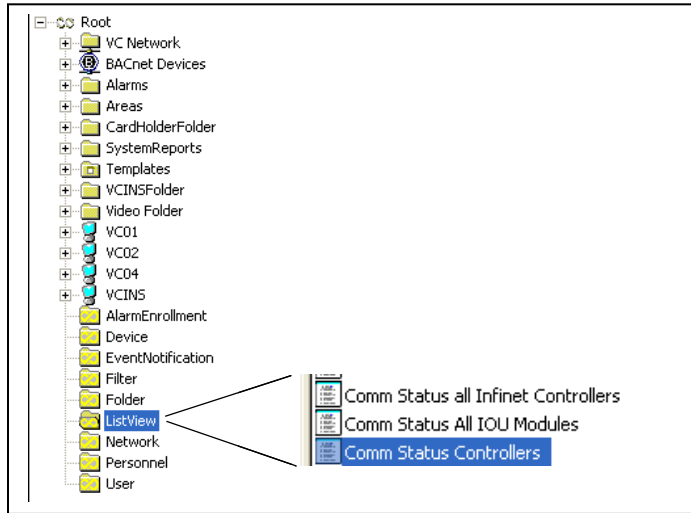 Root
VC Network
BACnet Devices
Alarms
Areas
CardHolderFolder
SystemReports
Templates
VCINSFolder
Video Folder
VC01
VC02
VC04
VCINS
AlarmEnrollment
Device
EventNotification
Filter
Folder
ListView
Network
Personnel
User
Comm Status all Infinet Controllers
Comm Status All IOU Modules
Comm Status Controllers